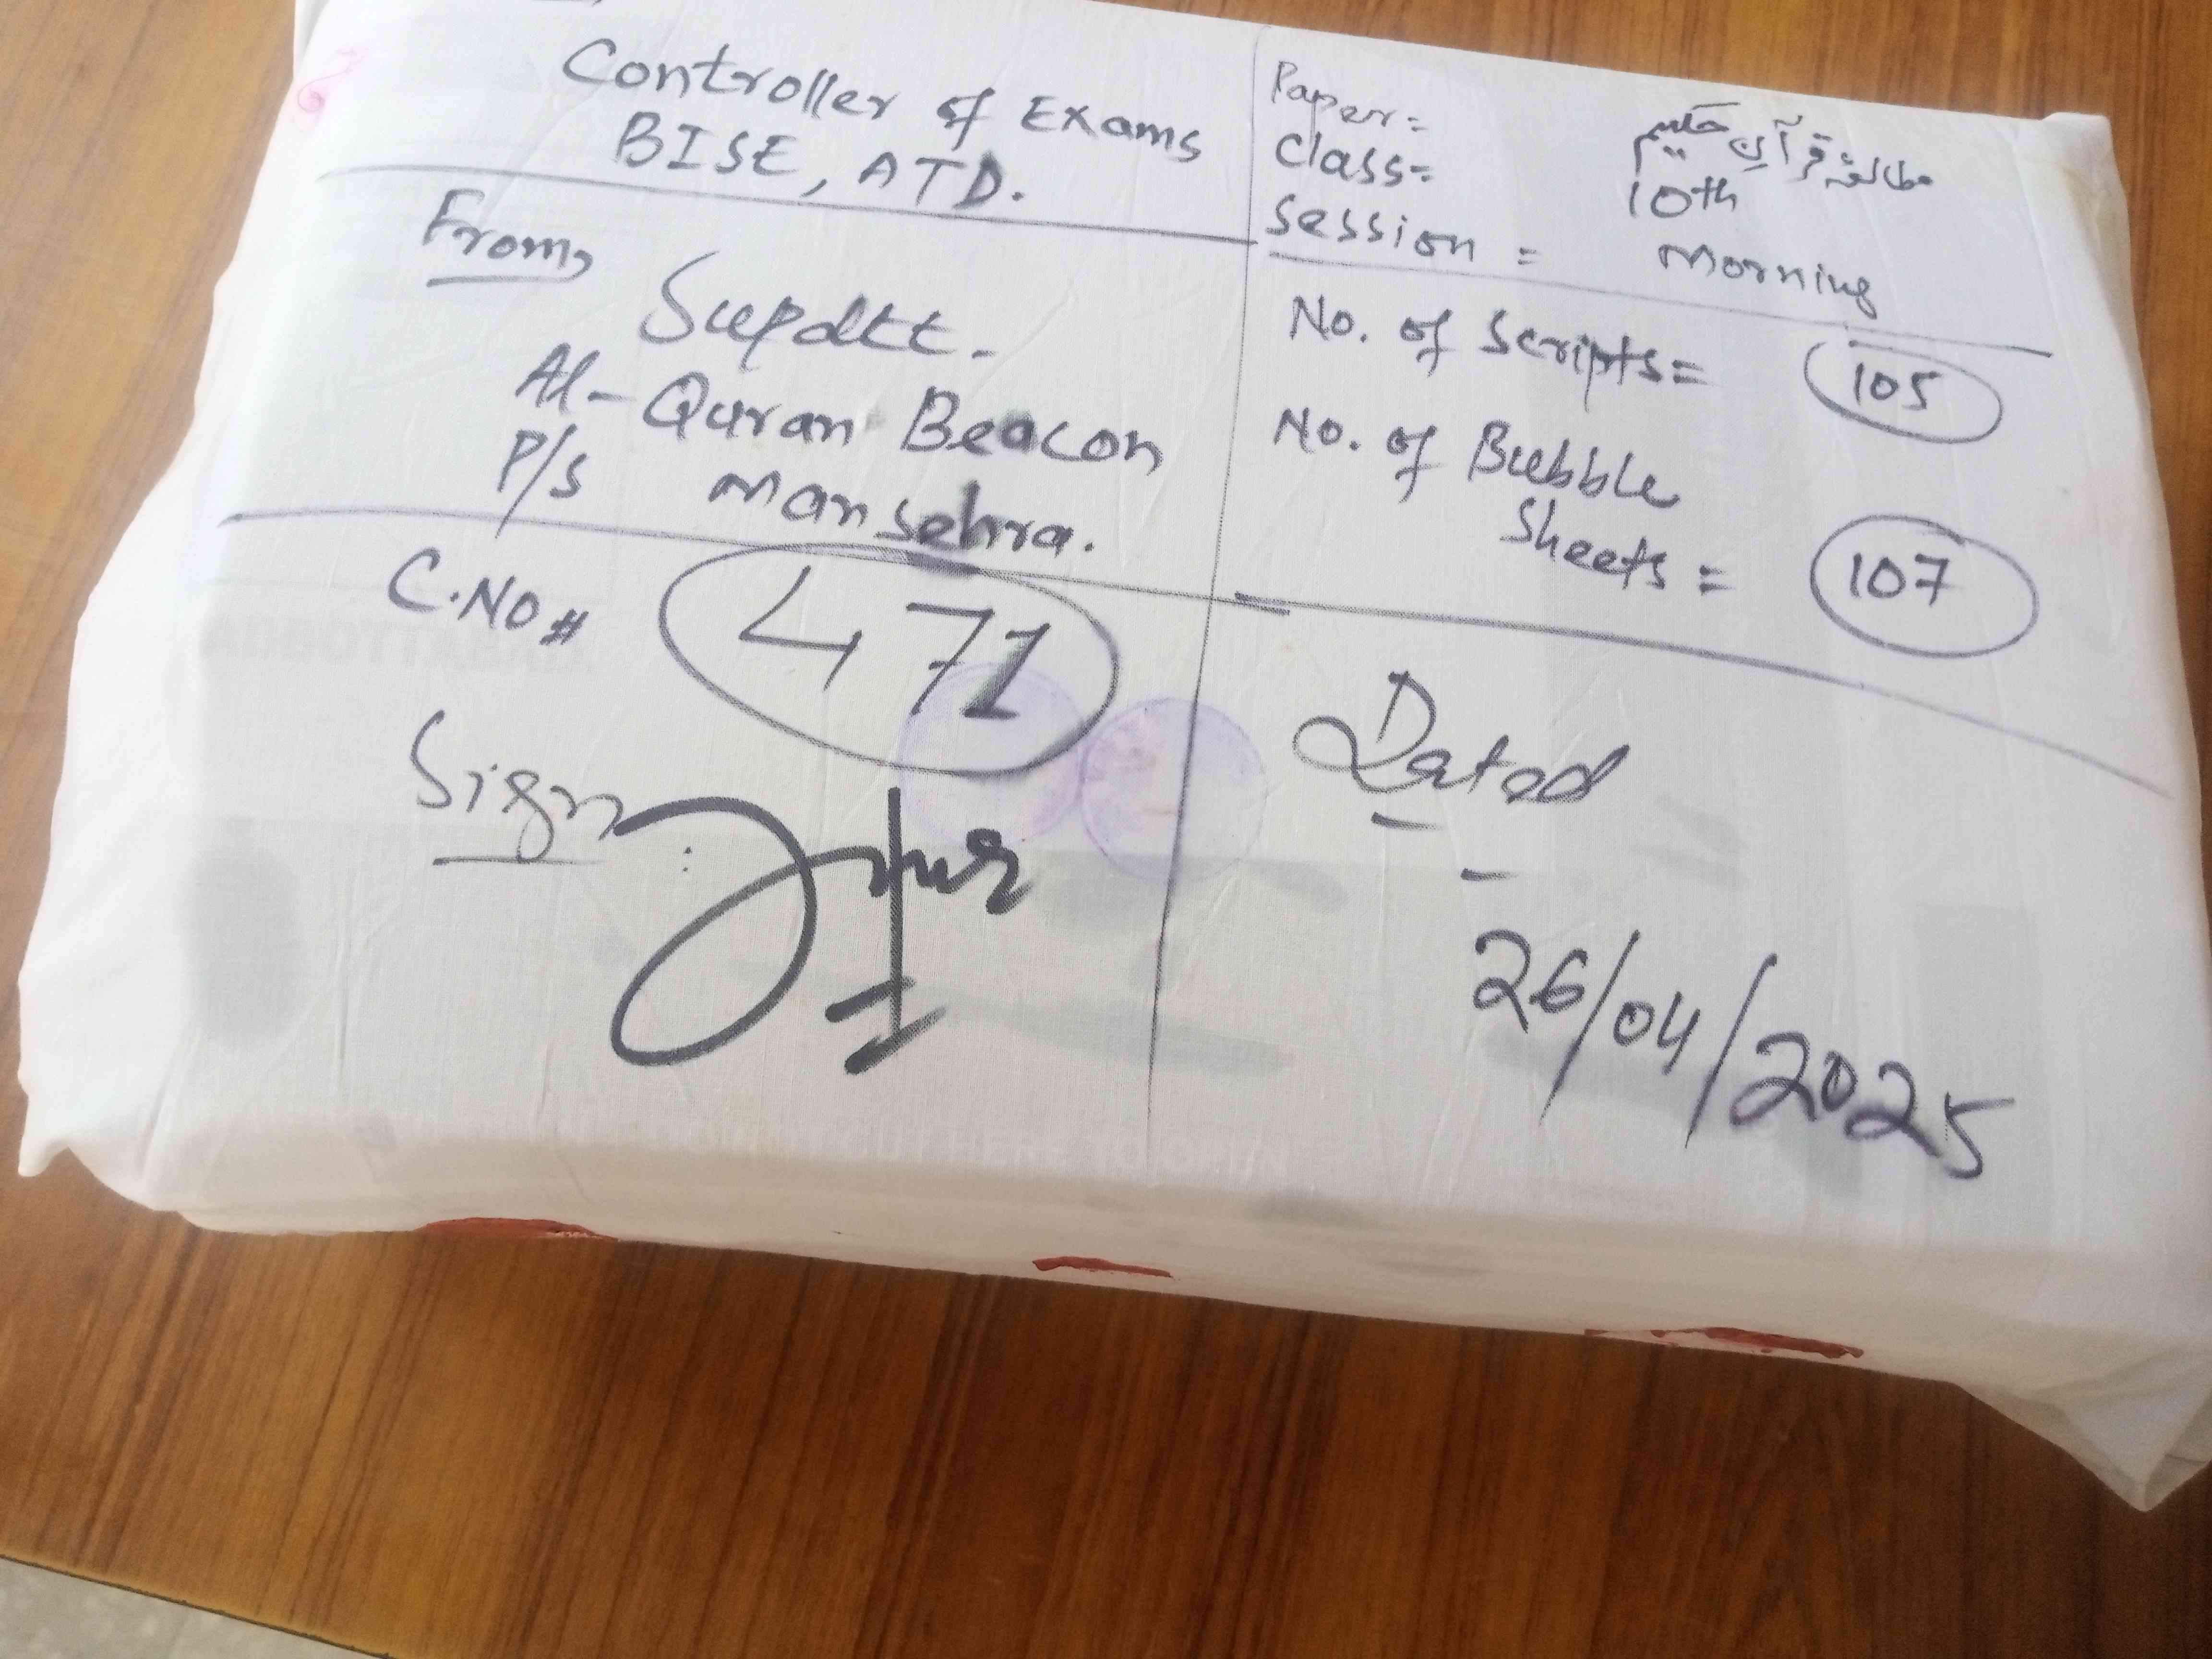 Controller of Exams
BISE, ATD.
From,
Supdtt.
Al-Quran Beacon
P/S Mansehra.
C.NO# 471
Sign:
Paper= مطالعۂ قرآن حکیم
Class= 10th
Session = Morning
No. of Scripts= 105
No. of Bubble
Sheets = 107
Dated
26/04/2025